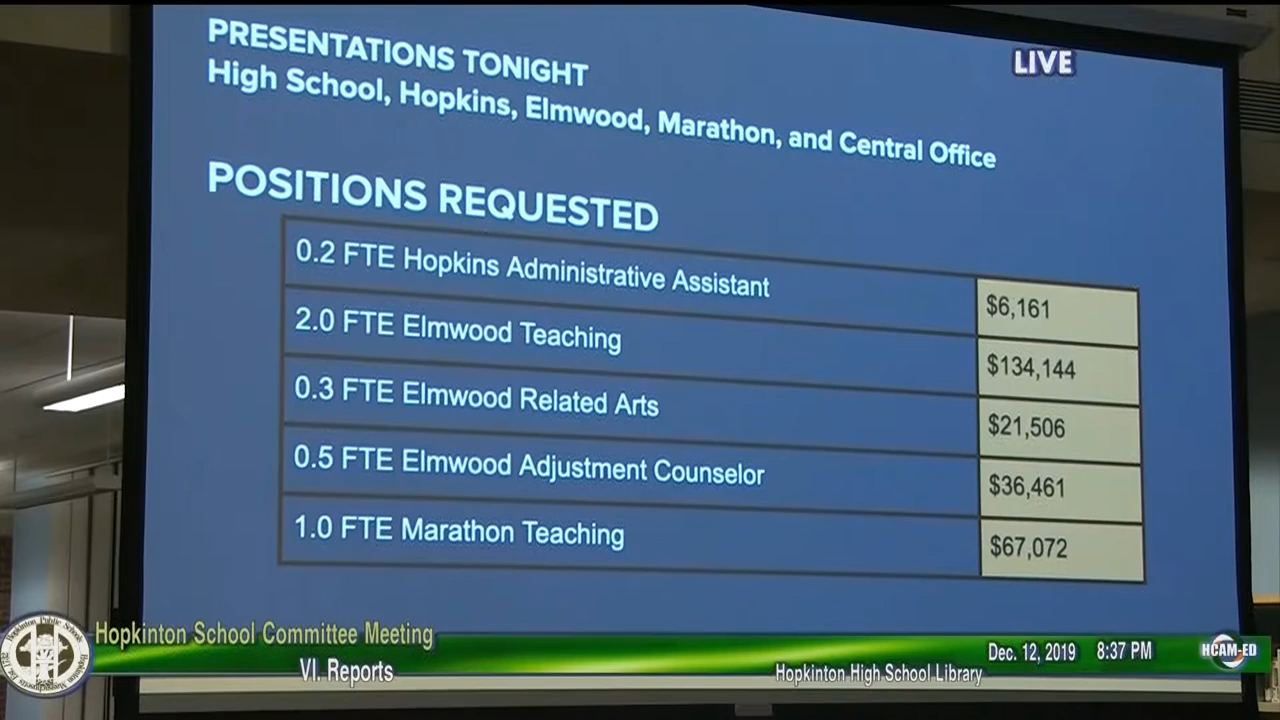 PRESENTATIONS TONIGHT
LIVE
High School, Hopkins, Elmwood, Marathon, and Central Office
POSITIONS REQUESTED
0.2 FTE Hopkins Administrative Assistant $6,161
2.0 FTE Elmwood Teaching $134,144
0.3 FTE Elmwood Related Arts $21,506
0.5 FTE Elmwood Adjustment Counselor $36,461
1.0 FTE Marathon Teaching $67,072
Hopkinton School Committee Meeting
VI. Reports
Hopkinton High School Library
Dec. 12, 2019 8:37 PM
HCAM-ED
Hopkinton Public Schools